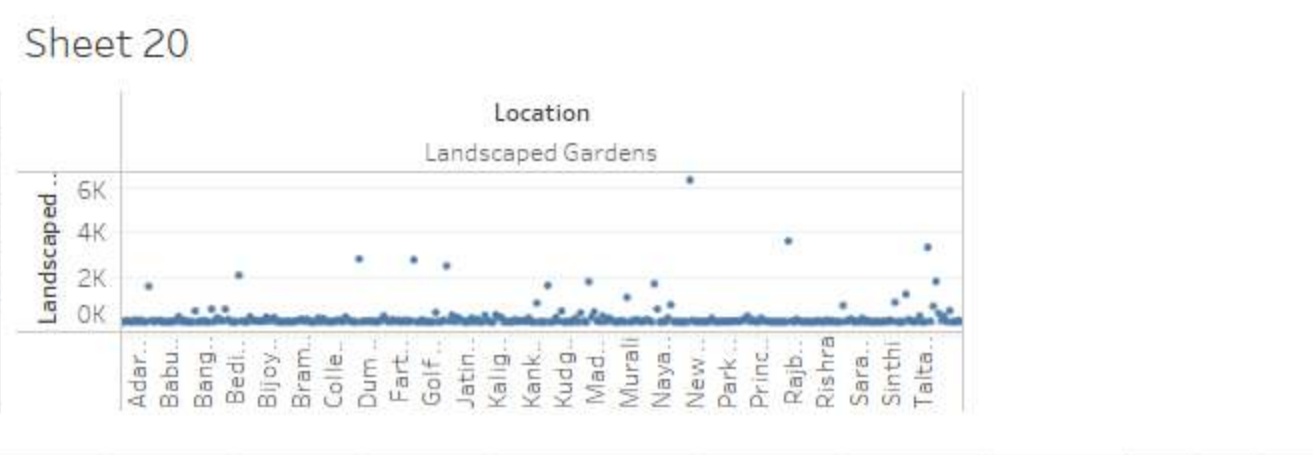 Sheet 20
Location
Landscaped Gardens
Landscaped ..
6K
4K
2K
0K
Adar..
Babu..
Bang..
Bedi..
Bijoy..
Bram..
Colle..
Dum ..
Fart..
Golf ..
Jatin..
Kalig..
Kank..
Kudg..
Mad..
Murali
Naya..
New ..
Park ..
Princ..
Rajb..
Rishra
Sara..
Sinthi
Talta..